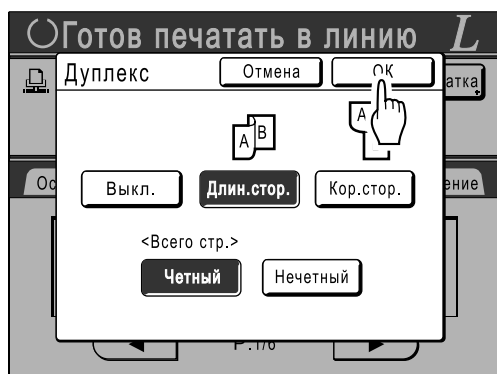 Готов печатать в линию L
Дуплекс Отмена ОК
атка
A B A
Ос ение
Выкл. Длин.стор. Кор.стор.
<Всего стр.>
Четный Нечетный
P.1/6